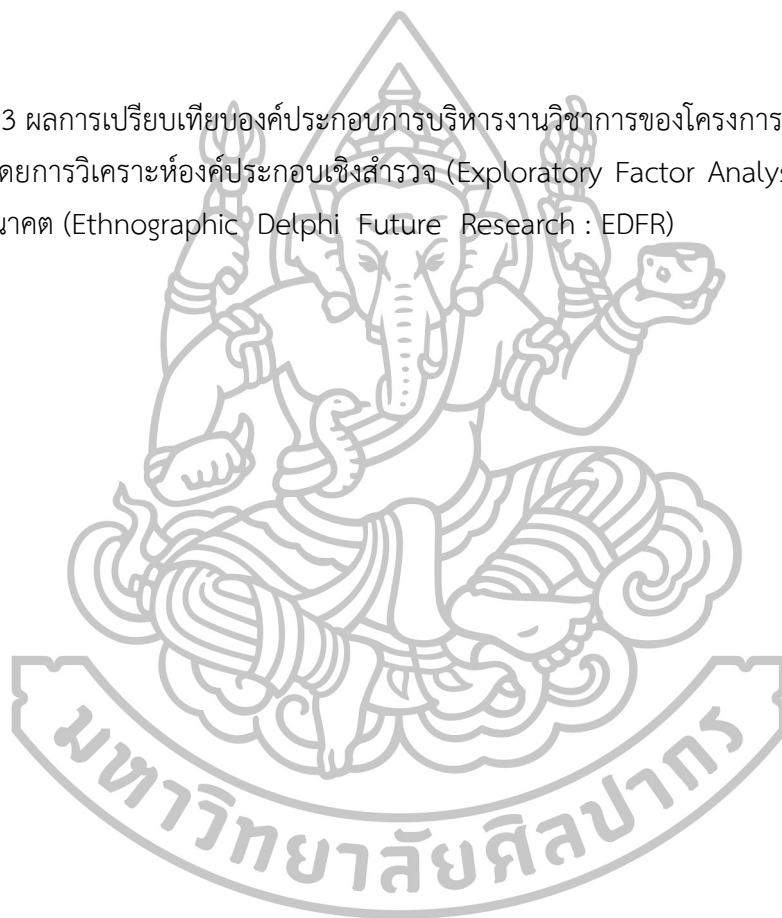 3 ผลการเปรียบเทียบองค์ประกอบการบริหารงานวิชาการของโครงการ
โดยการวิเคราะห์องค์ประกอบเชิงสำรวจ (Exploratory Factor Analys
นาคต (Ethnographic Delphi Future Research : EDFR)
มหาวิทยาลัยศิลปากร